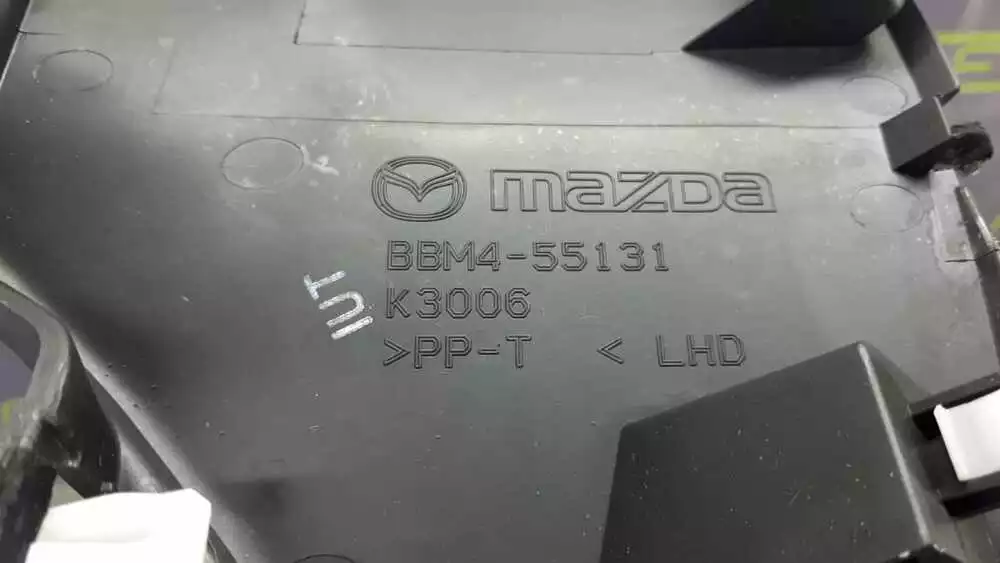 mazda
BBM4-55131
K3006
>PP-T < LHD